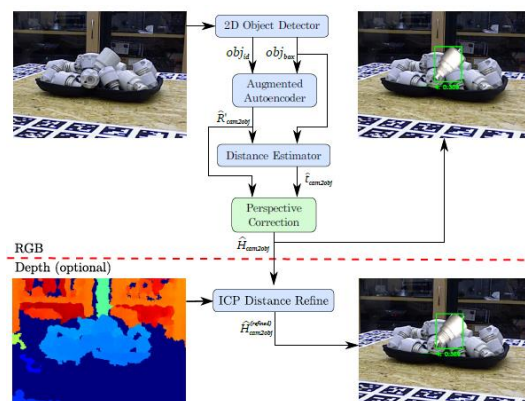 2D Object Detector
obj_id
obj_box
Augmented
Autoencoder
R̂'_cam2obj
Distance Estimator
t̂_cam2obj
Perspective
Correction
Ĥ_cam2obj
RGB
Depth (optional)
ICP Distance Refine
Ĥ_cam2obj^(refined)